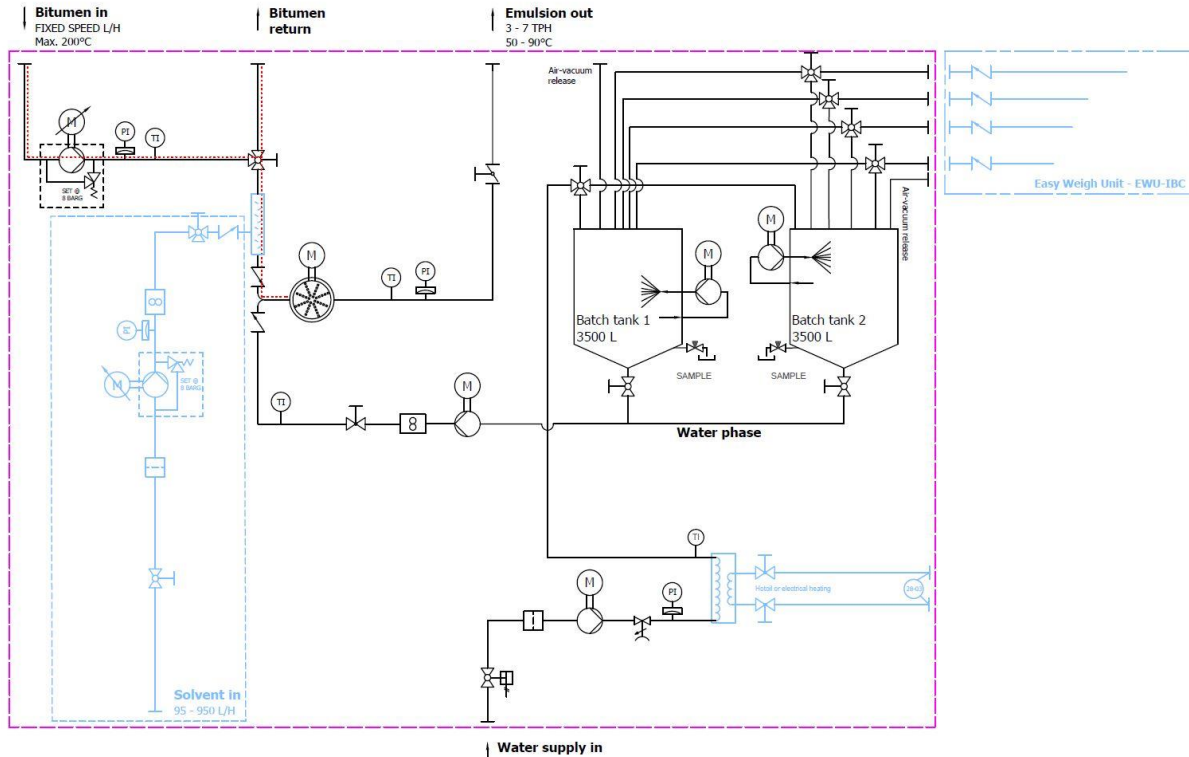 Bitumen in
FIXED SPEED L/H
Max. 200°C
Bitumen
return
Emulsion out
3 - 7 TPH
50 - 90°C
Air-vacuum
release
M
PI
TI
SET @
8 BARG
Easy Weigh Unit - EWU-IBC
Air-vacuum
release
M
TI
PI
M
M
Batch tank 1
3500 L
Batch tank 2
3500 L
PI
M
SET @
8 BARG
SAMPLE
SAMPLE
TI
M
Water phase
TI
M
PI
Hotoil or electrical heating
Solvent in
95 - 950 L/H
Water supply in